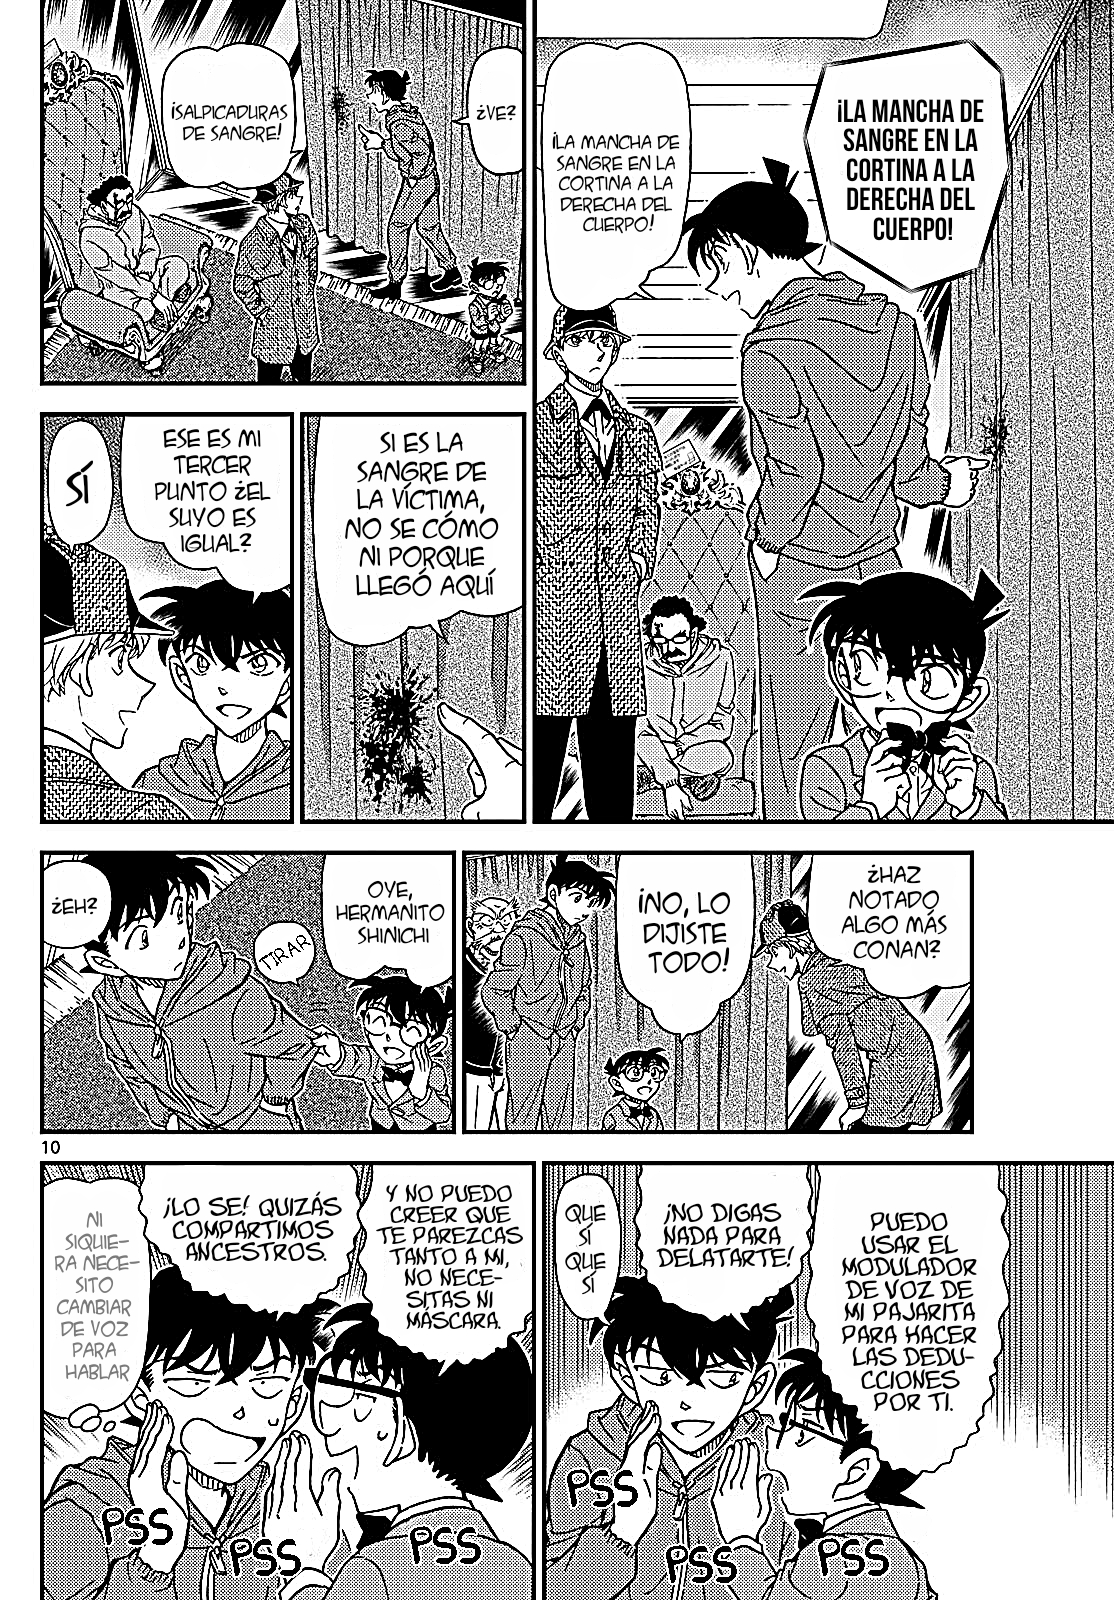 ¡LA MANCHA DE
SANGRE EN LA
CORTINA A LA
DERECHA DEL
CUERPO!
¡LA MANCHA DE
SANGRE EN LA
CORTINA A LA
DERECHA DEL
CUERPO!
¿VE?
¡SALPICADURAS
DE SANGRE!
SI ES LA
SANGRE DE
LA VÍCTIMA,
NO SE CÓMO
NI PORQUE
LLEGÓ AQUÍ
ESE ES MI
TERCER
PUNTO ¿EL
SUYO ES
IGUAL?
SÍ
¿HAZ
NOTADO
ALGO MÁS
CONAN?
¡NO, LO
DIJISTE
TODO!
OYE,
HERMANITO
SHINICHI
TIRAR
¿EH?
10
PUEDO
USAR EL
MODULADOR
DE VOZ DE
MI PAJARITA
PARA HACER
LAS DEDU-
CCIONES
POR TI.
¡NO DIGAS
NADA PARA
DELATARTE!
QUE
SÍ
QUE
SÍ
PSS
PSS
PSS
Y NO PUEDO
CREER QUE
TE PAREZCAS
TANTO A MI,
NO NECE-
SITAS NI
MÁSCARA.
¡LO SE! QUIZÁS
COMPARTIMOS
ANCESTROS.
NI
SIQUIE-
RA NECE-
SITO
CAMBIAR
DE VOZ
PARA
HABLAR
PSS
PSS
PSS